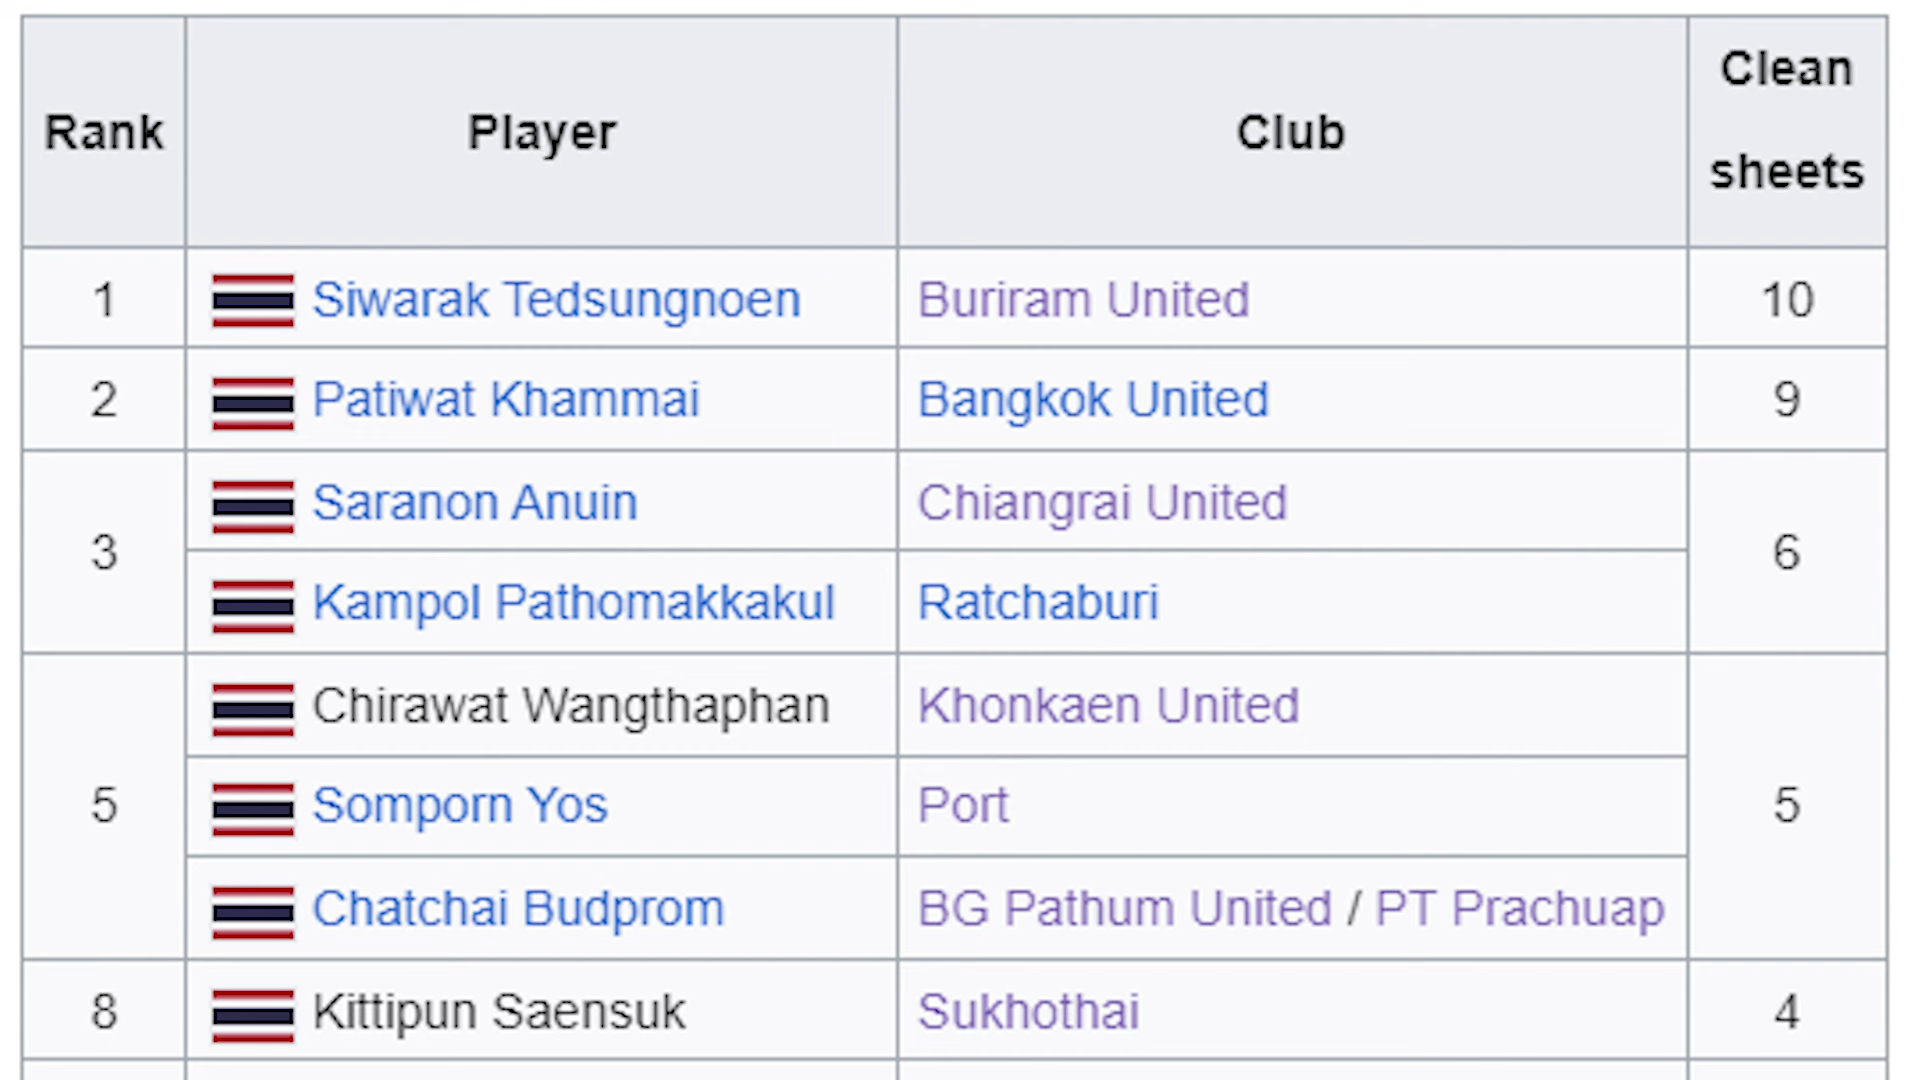 Rank Player Club Clean sheets
1 Siwarak Tedsungnoen Buriram United 10
2 Patiwat Khammai Bangkok United 9
3 Saranon Anuin Chiangrai United 6
Kampol Pathomakkakul Ratchaburi
5 Chirawat Wangthaphan Khonkaen United 5
Somporn Yos Port
Chatchai Budprom BG Pathum United / PT Prachuap
8 Kittipun Saensuk Sukhothai 4